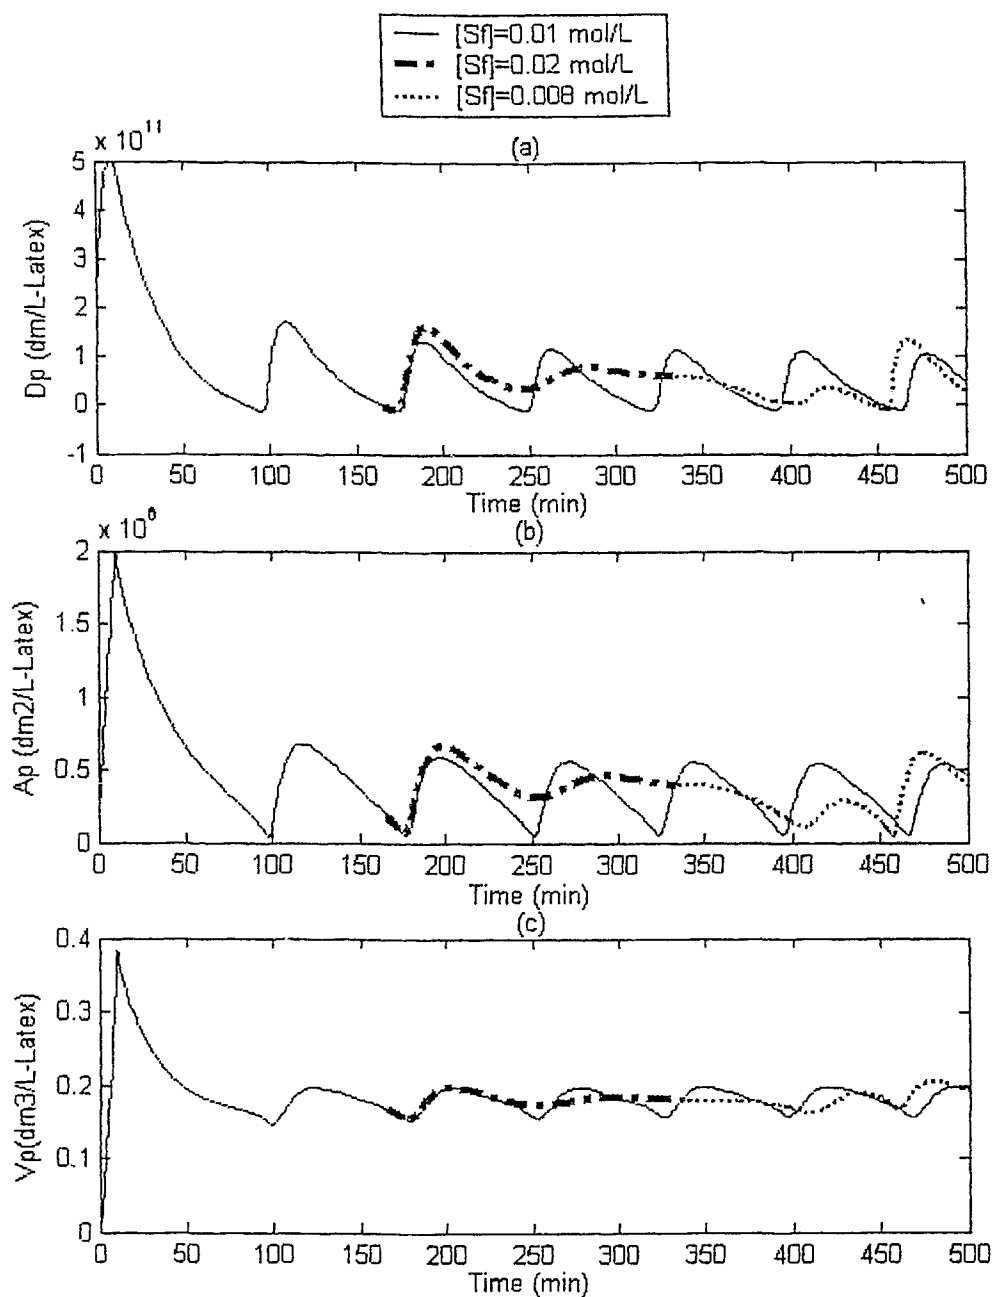 [Sf]=0.01 mol/L
[Sf]=0.02 mol/L
[Sf]=0.008 mol/L
(a)
x 10^11
5
4
3
2
1
0
-1
Dp (dm/L-Latex)
0 50 100 150 200 250 300 350 400 450 500
Time (min)
(b)
x 10^6
2
1.5
1
0.5
0
Ap (dm2/L-Latex)
0 50 100 150 200 250 300 350 400 450 500
Time (min)
(c)
0.4
0.3
0.2
0.1
0
Vp(dm3/L-Latex)
0 50 100 150 200 250 300 350 400 450 500
Time (min)